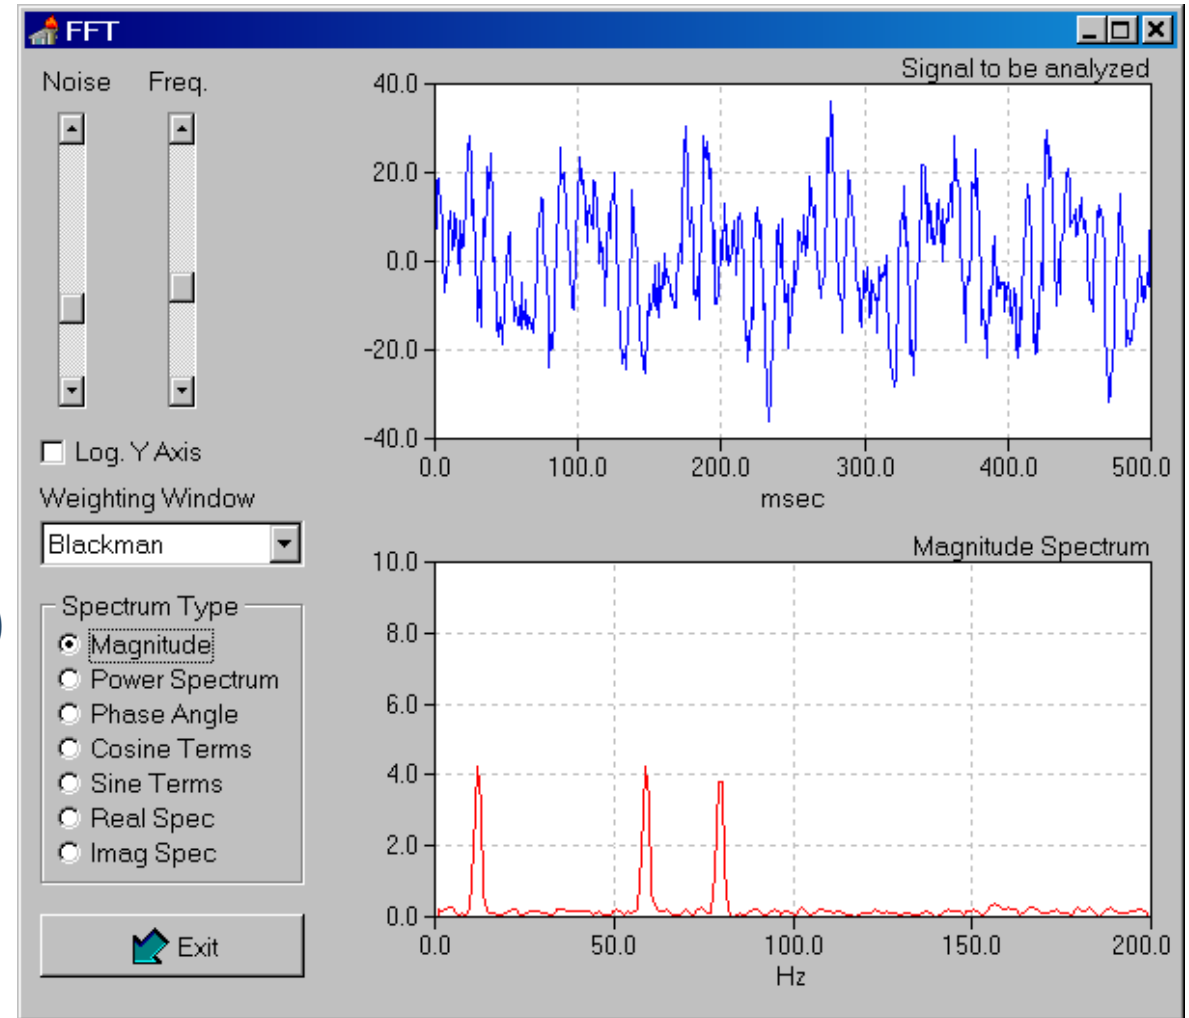 FFT
Noise Freq.
Signal to be analyzed
40.0
20.0
0.0
-20.0
-40.0
0.0 100.0 200.0 300.0 400.0 500.0
msec
Log. Y Axis
Weighting Window
Blackman
Spectrum Type
Magnitude
Power Spectrum
Phase Angle
Cosine Terms
Sine Terms
Real Spec
Imag Spec
Exit
Magnitude Spectrum
10.0
8.0
6.0
4.0
2.0
0.0
0.0 50.0 100.0 150.0 200.0
Hz